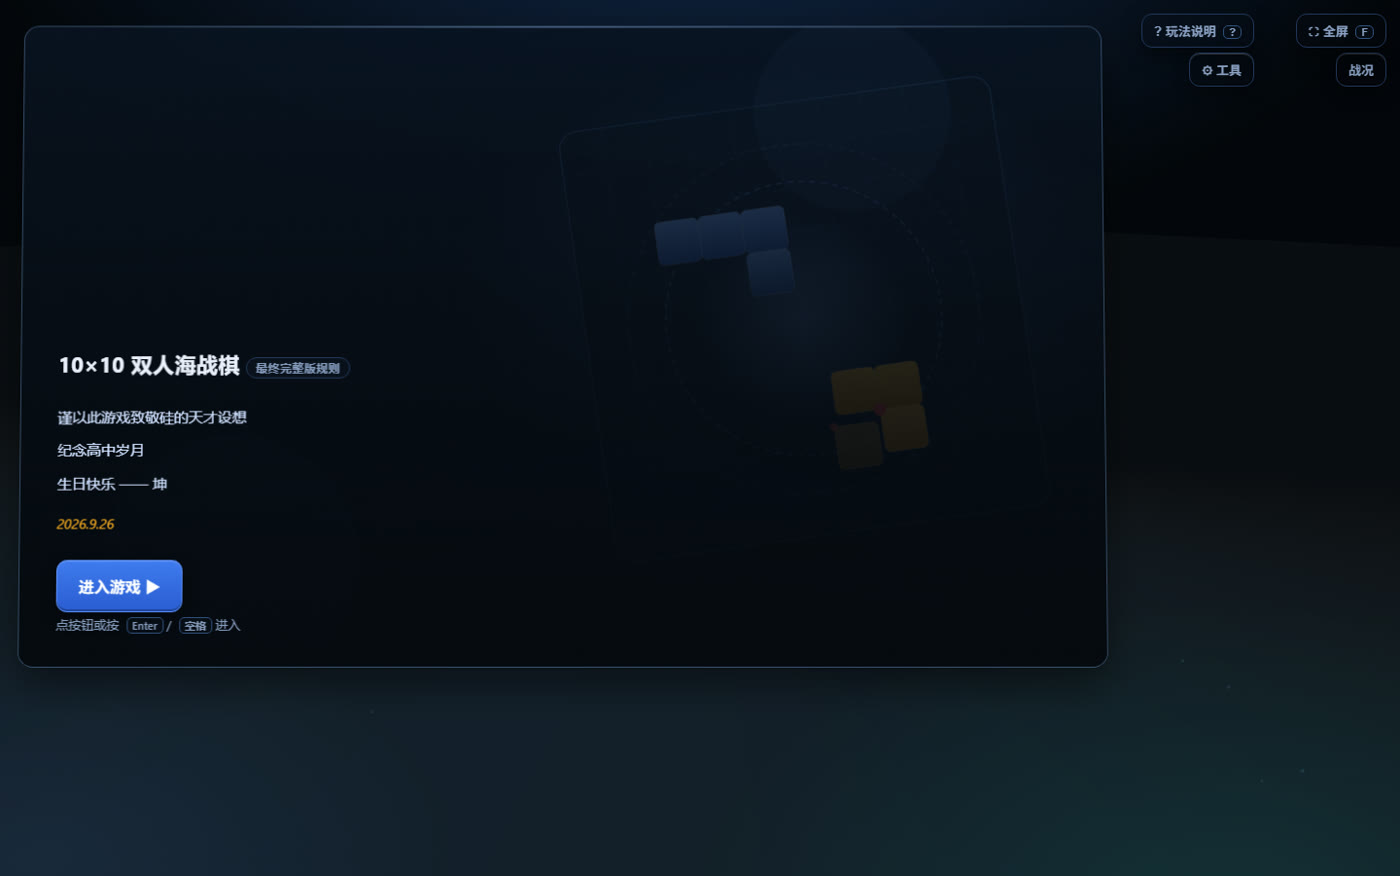 ? 玩法说明 ?
⛶ 全屏 F
⚙ 工具
战况
10×10 双人海战棋 最终完整版规则
谨以此游戏致敬硅的天才设想
纪念高中岁月
生日快乐 —— 坤
2026.9.26
进入游戏 ▶
点按钮或按 Enter / 空格 进入